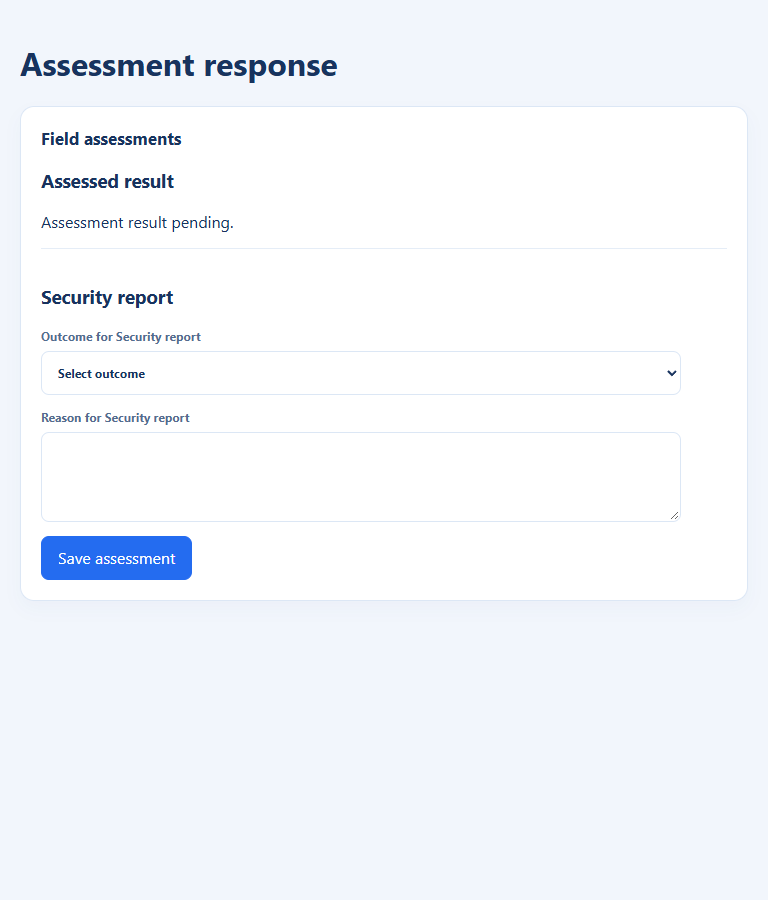 Assessment response
Field assessments
Assessed result
Assessment result pending.
Security report
Outcome for Security report
Select outcome
Reason for Security report
Save assessment